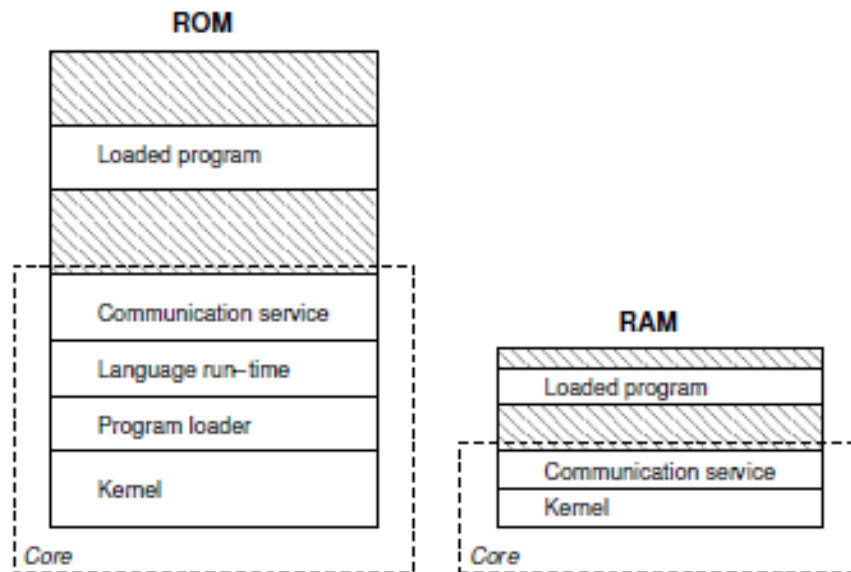 ROM
Loaded program
Communication service
Language run-time
Program loader
Kernel
Core
RAM
Loaded program
Communication service
Kernel
Core